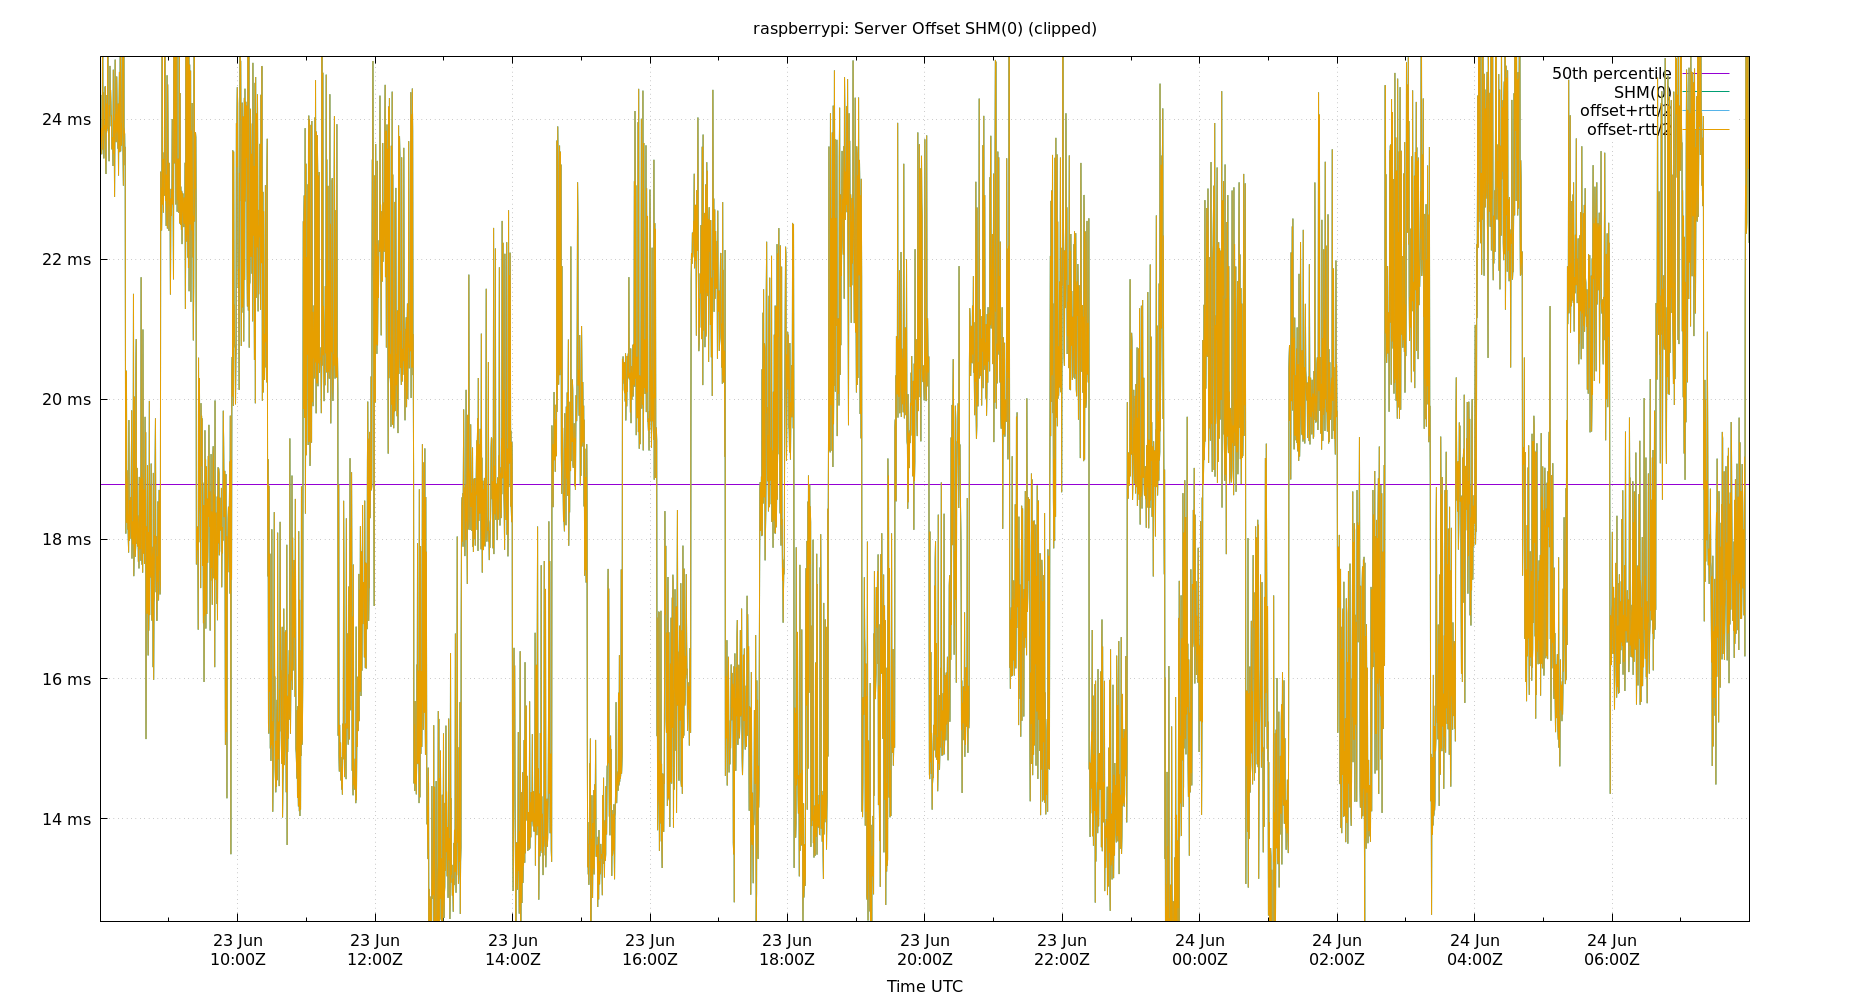 raspberrypi: Server Offset SHM(0) (clipped)
50th percentile
SHM(0)
offset+rtt/2
offset-rtt/2
24 ms
22 ms
20 ms
18 ms
16 ms
14 ms
23 Jun 23 Jun 23 Jun 23 Jun 23 Jun 23 Jun 23 Jun 24 Jun 24 Jun 24 Jun 24 Jun
10:00Z 12:00Z 14:00Z 16:00Z 18:00Z 20:00Z 22:00Z 00:00Z 02:00Z 04:00Z 06:00Z
Time UTC